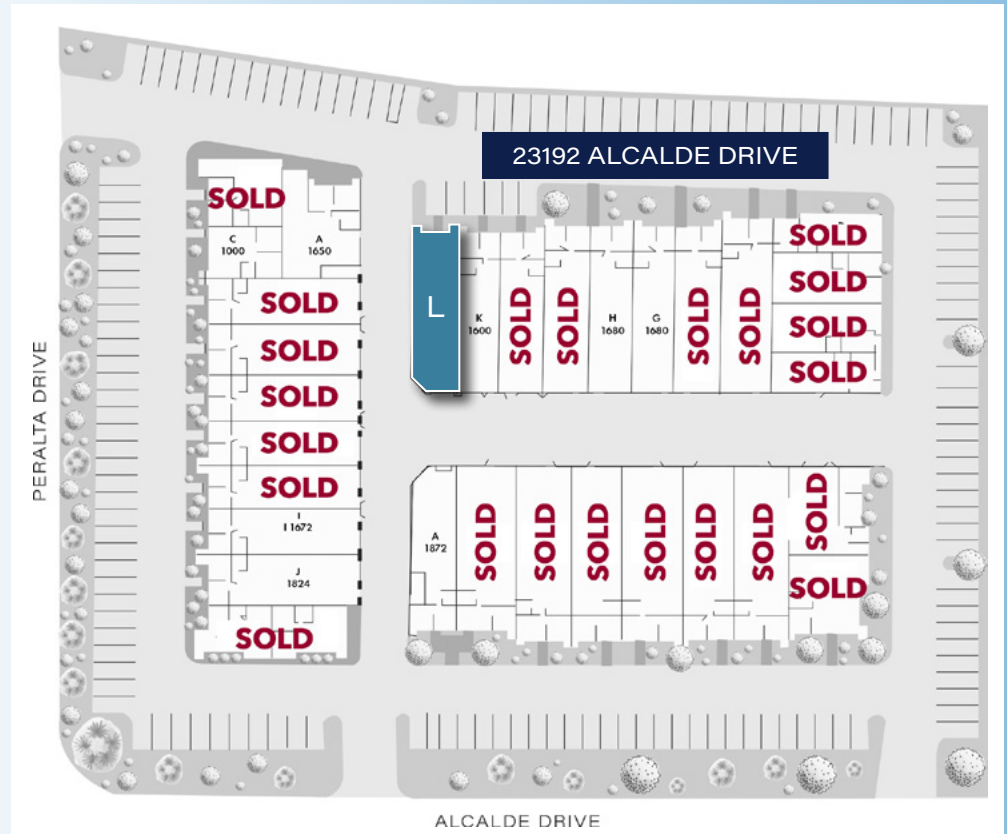 23192 ALCALDE DRIVE
SOLD
C
1000
A
1650
SOLD
SOLD
SOLD
SOLD
SOLD
I
I 1672
J
1824
SOLD
L
K
1600
SOLD
SOLD
H
1680
G
1680
SOLD
SOLD
SOLD
SOLD
SOLD
SOLD
A
1872
SOLD
SOLD
SOLD
SOLD
SOLD
SOLD
SOLD
SOLD
PERALTA DRIVE
ALCALDE DRIVE